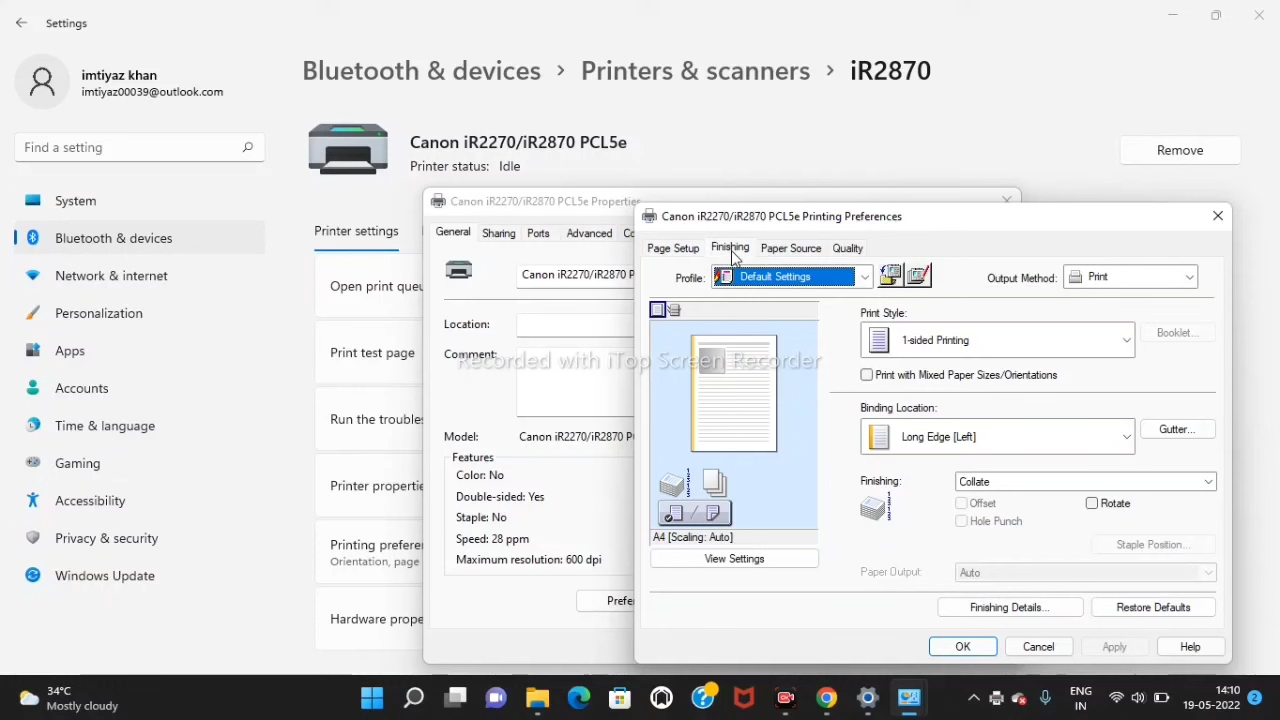 Settings
imtiyaz khan
imtiyaz00039@outlook.com
Find a setting
System
Bluetooth & devices
Network & internet
Personalization
Apps
Accounts
Time & language
Gaming
Accessibility
Privacy & security
Windows Update
Bluetooth & devices › Printers & scanners › iR2870
Canon iR2270/iR2870 PCL5e
Printer status: Idle
Remove
Printer settings
Open print queu
Print test page
Run the troubles
Printer propertie
Printing preferen
Orientation, page
Hardware prope
Canon iR2270/iR2870 PCL5e Properties
General Sharing Ports Advanced Co
Canon iR2270/iR2870 P
Location:
Comment:
Model: Canon iR2270/iR2870 P
Features
Color: No
Double-sided: Yes
Staple: No
Speed: 28 ppm
Maximum resolution: 600 dpi
Prefer
Canon iR2270/iR2870 PCL5e Printing Preferences
Page Setup Finishing Paper Source Quality
Profile: Default Settings Output Method: Print
Print Style:
1-sided Printing Booklet...
Print with Mixed Paper Sizes/Orientations
Binding Location:
Long Edge [Left] Gutter...
Finishing: Collate
Offset Rotate
Hole Punch
Staple Position...
Paper Output: Auto
A4 [Scaling: Auto]
View Settings
Finishing Details... Restore Defaults
OK Cancel Apply Help
Recorded with iTop Screen Recorder
34°C
Mostly cloudy
ENG
IN
14:10
19-05-2022
2